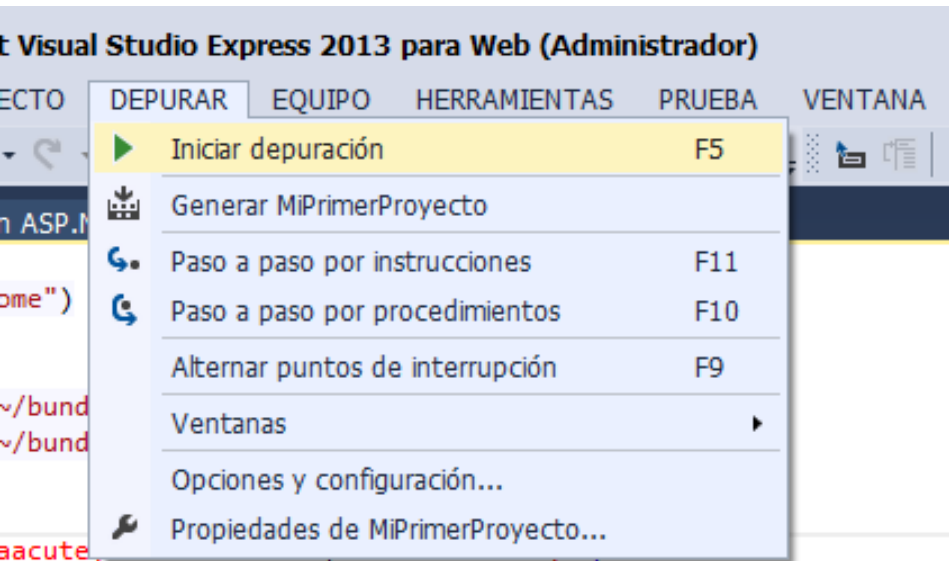 t Visual Studio Express 2013 para Web (Administrador)
ECTO DEPURAR EQUIPO HERRAMIENTAS PRUEBA VENTANA
Iniciar depuración F5
Generar MiPrimerProyecto
n ASP.N
Paso a paso por instrucciones F11
ome")
Paso a paso por procedimientos F10
Alternar puntos de interrupción F9
~/bund
Ventanas
~/bund
Opciones y configuración...
Propiedades de MiPrimerProyecto...
aacute